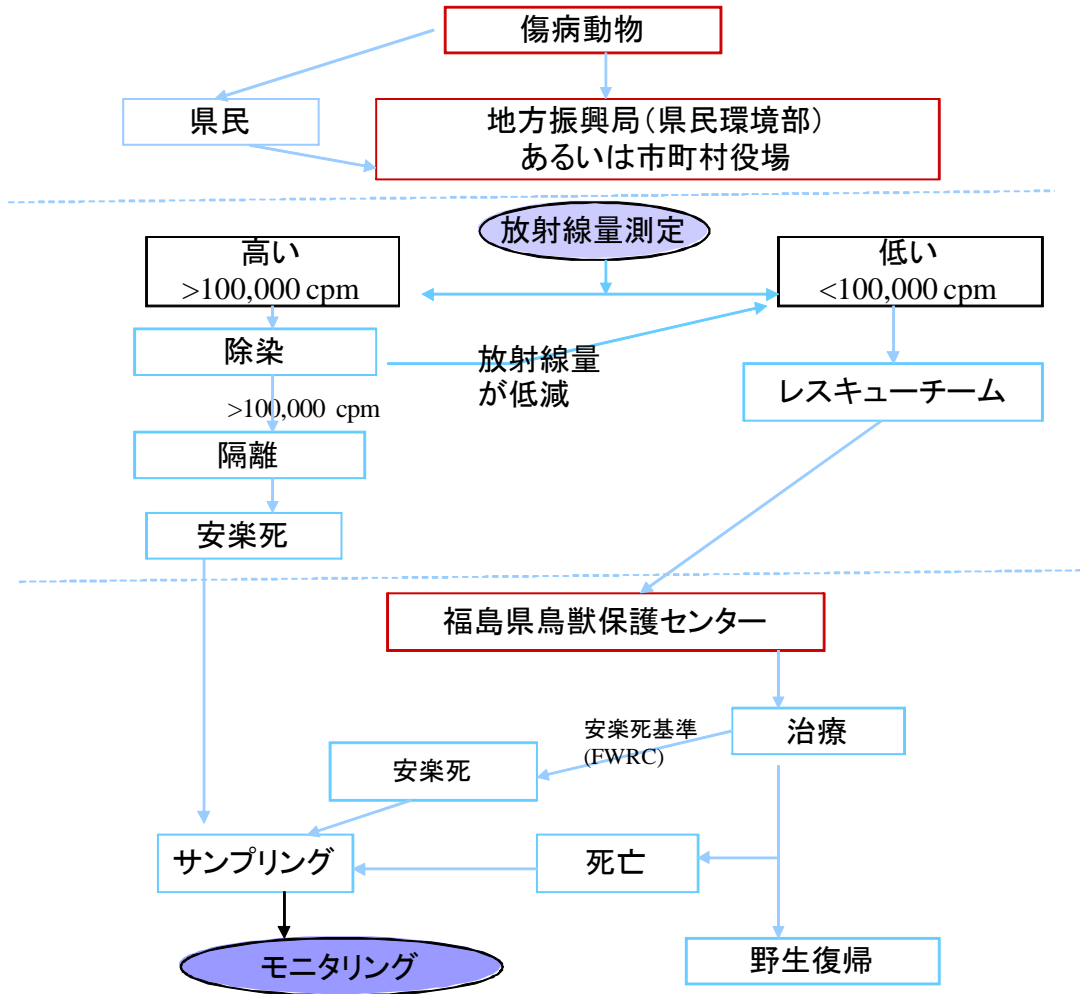 傷病動物
県民
地方振興局（県民環境部）
あるいは市町村役場
放射線量測定
高い
>100,000 cpm
低い
<100,000 cpm
除染
放射線量
が低減
レスキューチーム
>100,000 cpm
隔離
安楽死
福島県鳥獣保護センター
安楽死基準
(FWRC)
治療
安楽死
サンプリング
死亡
モニタリング
野生復帰